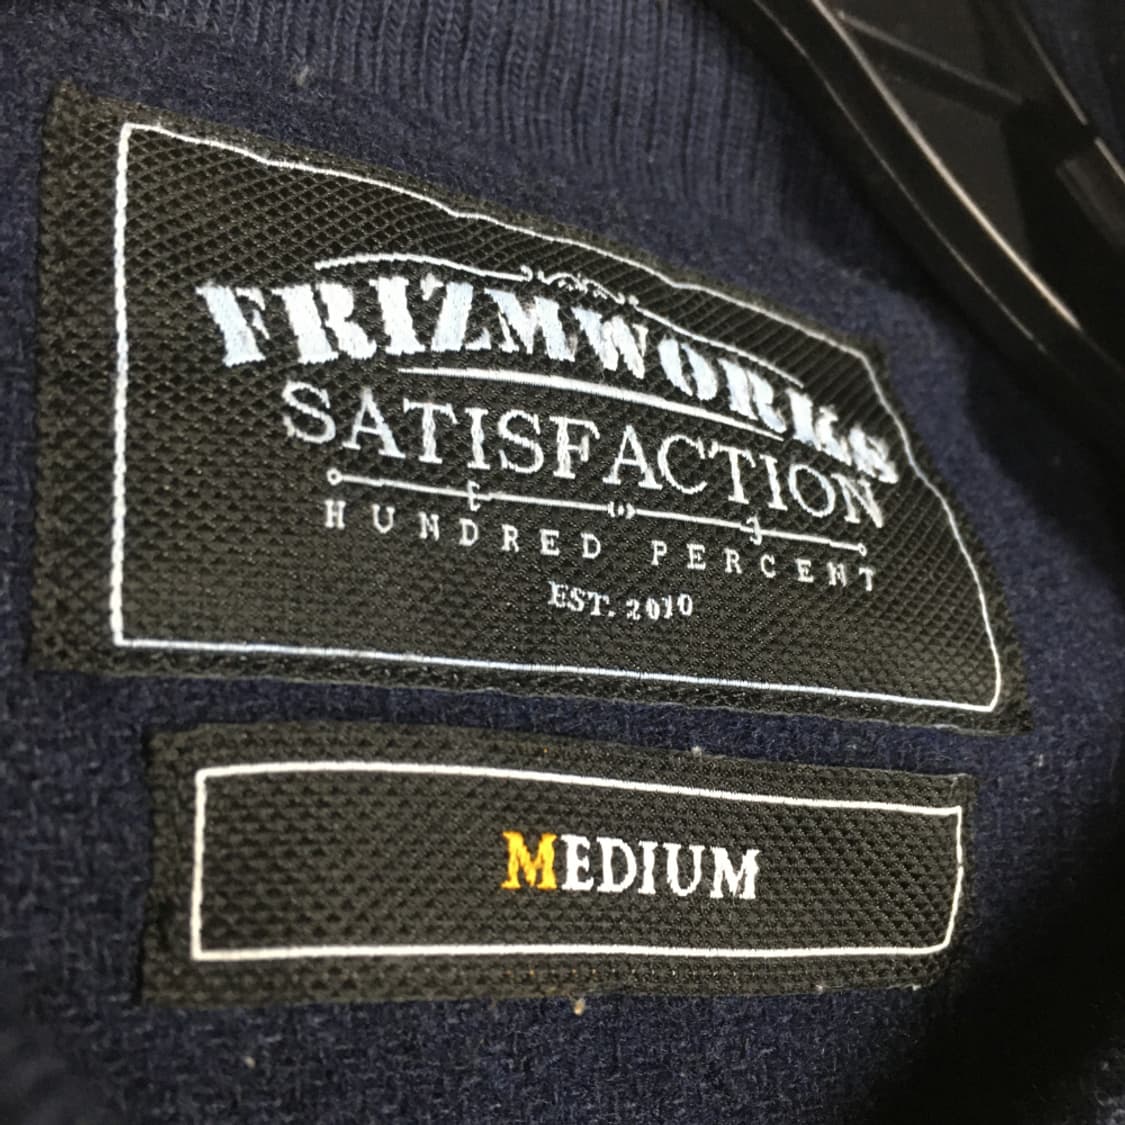 FRIZMWORKS
SATISFACTION
HUNDRED PERCENT
EST. 2010
MEDIUM